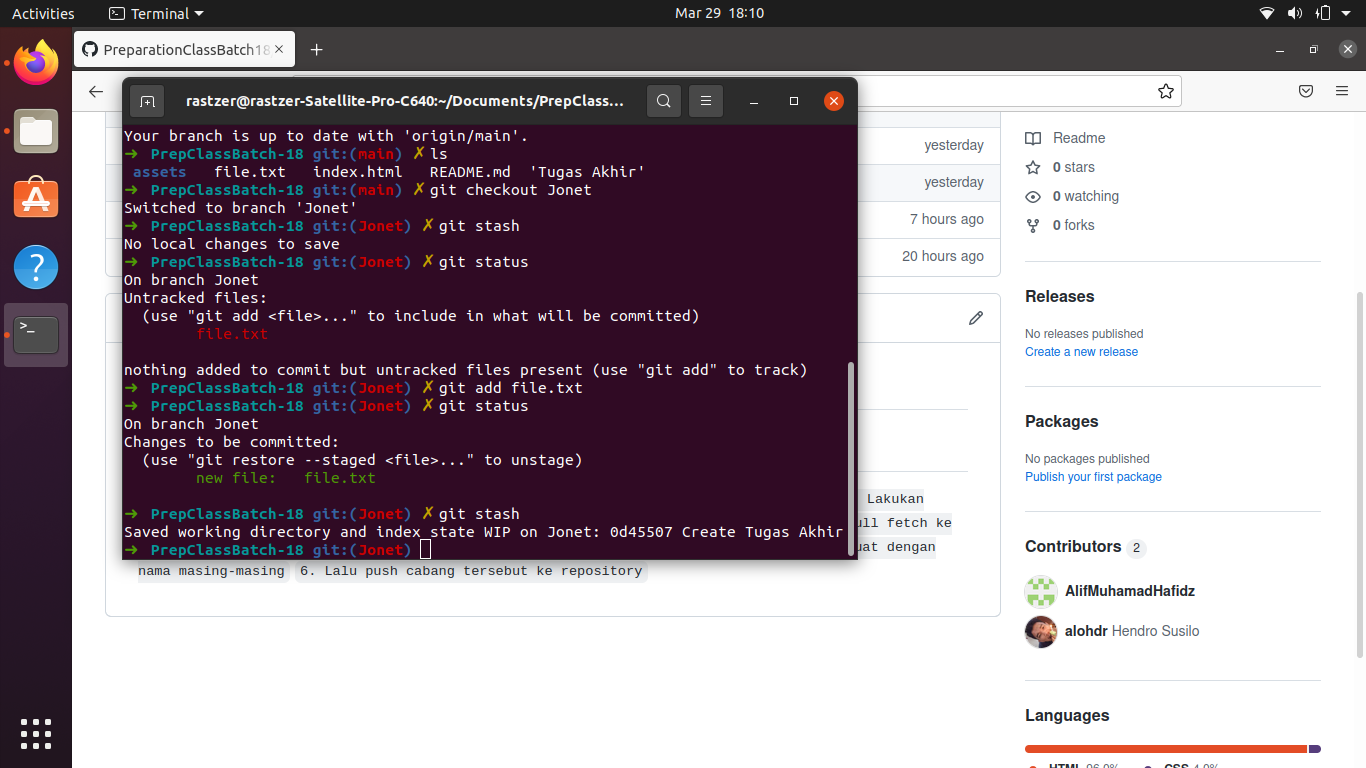 Activities
Terminal
Mar 29 18:10
PreparationClassBatch18
rastzer@rastzer-Satellite-Pro-C640:~/Documents/PrepClass...
Your branch is up to date with 'origin/main'.
➜ PrepClassBatch-18 git:(main) ✗ ls
assets file.txt index.html README.md 'Tugas Akhir'
➜ PrepClassBatch-18 git:(main) ✗ git checkout Jonet
Switched to branch 'Jonet'
➜ PrepClassBatch-18 git:(Jonet) ✗ git stash
No local changes to save
➜ PrepClassBatch-18 git:(Jonet) ✗ git status
On branch Jonet
Untracked files:
(use "git add <file>..." to include in what will be committed)
file.txt
nothing added to commit but untracked files present (use "git add" to track)
➜ PrepClassBatch-18 git:(Jonet) ✗ git add file.txt
➜ PrepClassBatch-18 git:(Jonet) ✗ git status
On branch Jonet
Changes to be committed:
(use "git restore --staged <file>..." to unstage)
new file: file.txt
➜ PrepClassBatch-18 git:(Jonet) ✗ git stash
Saved working directory and index state WIP on Jonet: 0d45507 Create Tugas Akhir
➜ PrepClassBatch-18 git:(Jonet)
yesterday
yesterday
7 hours ago
20 hours ago
Lakukan
ull fetch ke
uat dengan
nama masing-masing 6. Lalu push cabang tersebut ke repository
Readme
0 stars
0 watching
0 forks
Releases
No releases published
Create a new release
Packages
No packages published
Publish your first package
Contributors 2
AlifMuhamadHafidz
alohdr Hendro Susilo
Languages
HTML 96.0% CSS 4.0%